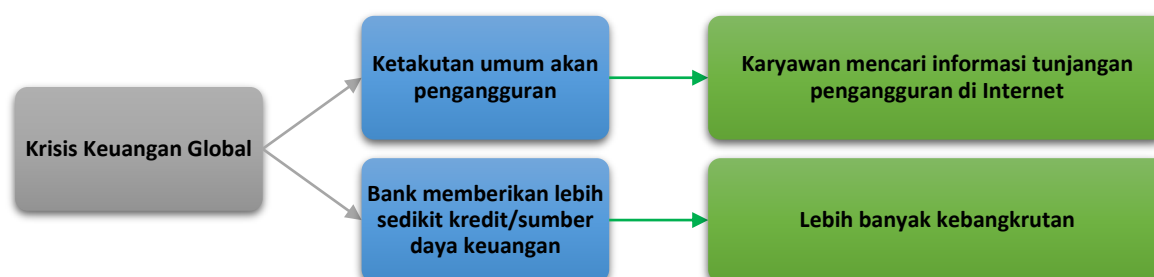 Krisis Keuangan Global
Ketakutan umum akan
pengangguran
Karyawan mencari informasi tunjangan
pengangguran di Internet
Bank memberikan lebih
sedikit kredit/sumber
daya keuangan
Lebih banyak kebangkrutan